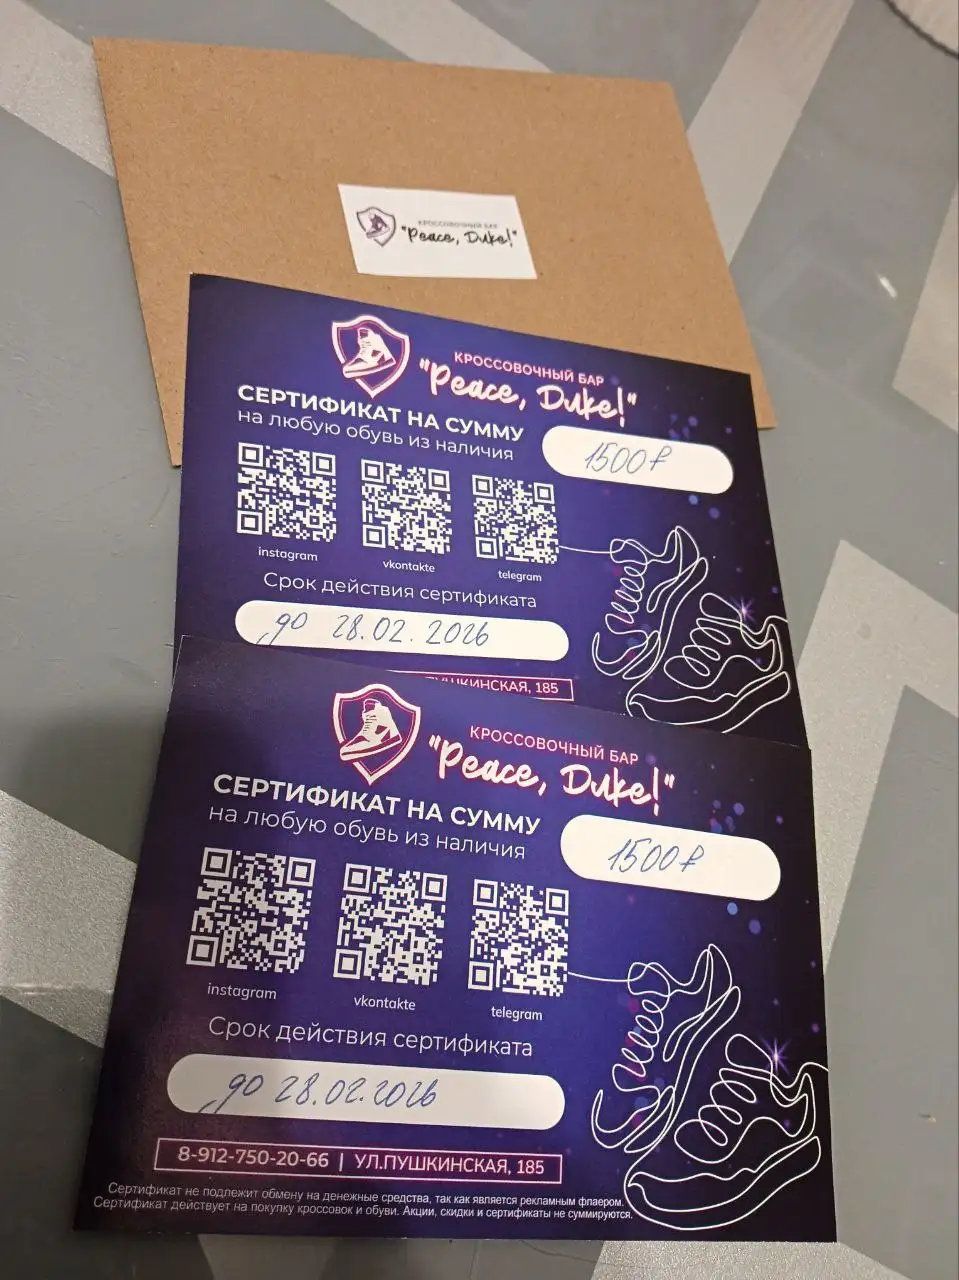 КРОССОВОЧНЫЙ БАР
"Peace, Duke!"
КРОССОВОЧНЫЙ БАР
"Peace, Duke!"
СЕРТИФИКАТ НА СУММУ
на любую обувь из наличия
1500₽
instagram
vkontakte
telegram
Срок действия сертификата
до 28.02.2026
ПУШКИНСКАЯ, 185
КРОССОВОЧНЫЙ БАР
"Peace, Duke!"
СЕРТИФИКАТ НА СУММУ
на любую обувь из наличия
1500₽
instagram
vkontakte
telegram
Срок действия сертификата
до 28.02.2026
8-912-750-20-66 | УЛ.ПУШКИНСКАЯ, 185
Сертификат не подлежит обмену на денежные средства, так как является рекламным флаером.
Сертификат действует на покупку кроссовок и обуви. Акции, скидки и сертификаты не суммируются.